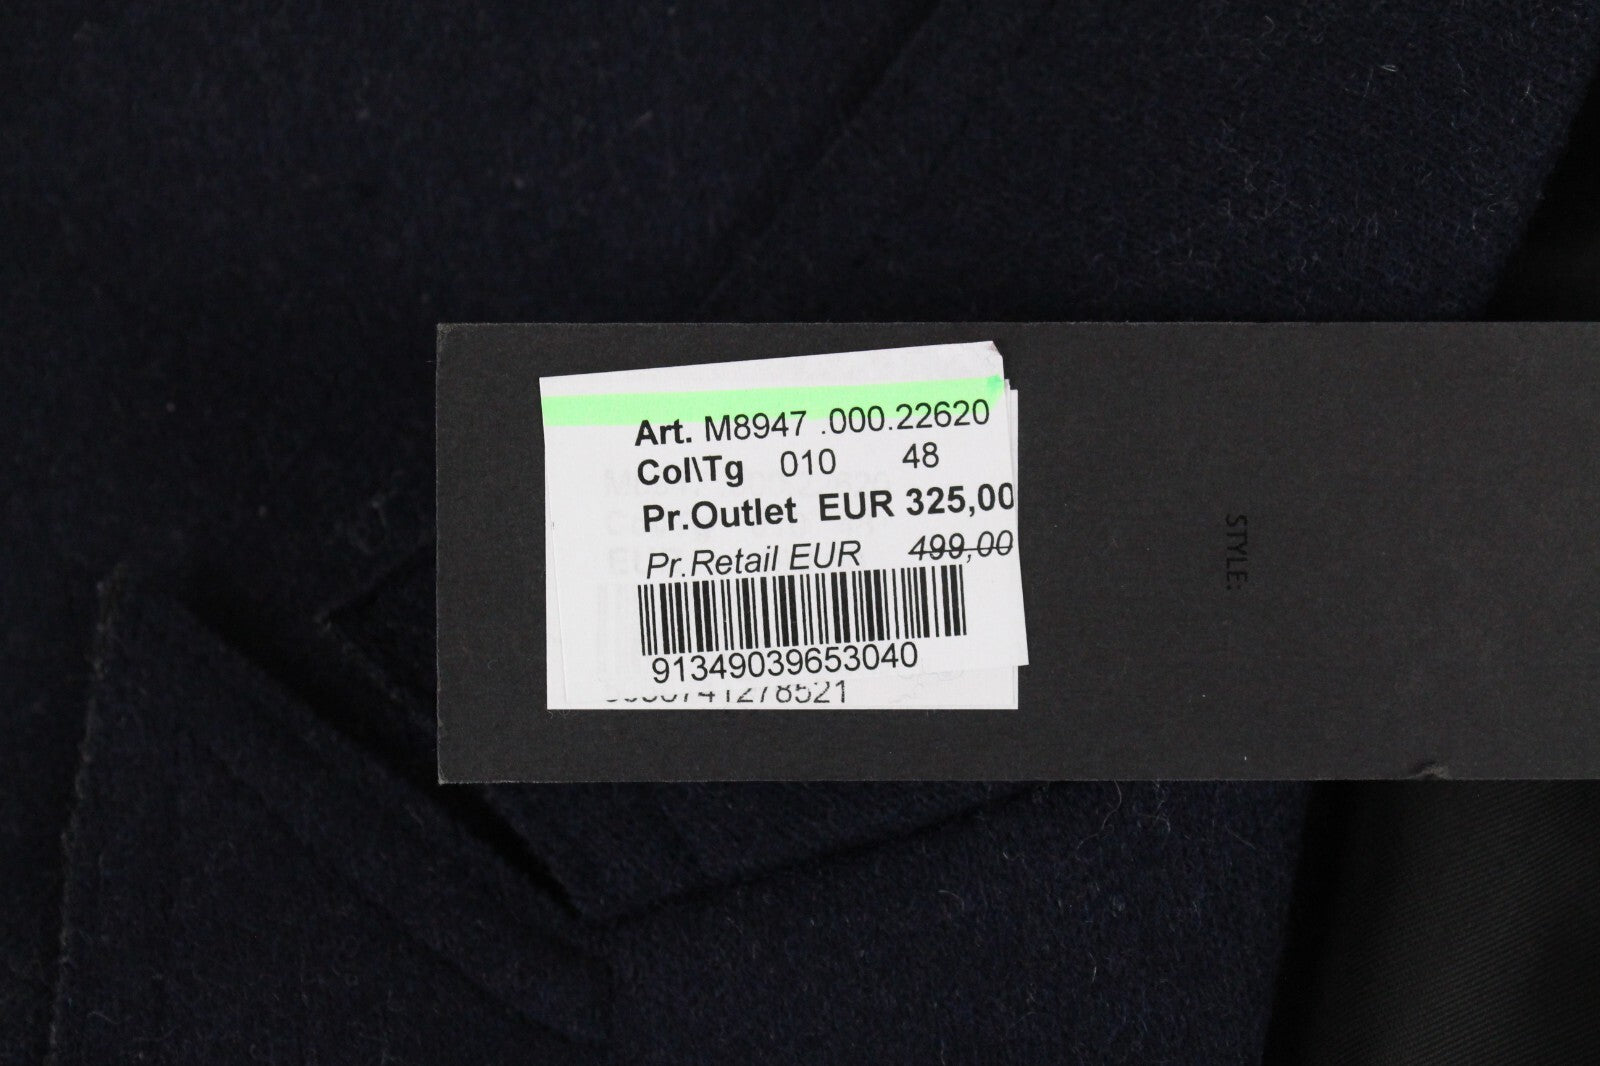 Art. M8947 .000.22620
Col\Tg 010 48
Pr.Outlet EUR 325,00
Pr.Retail EUR 499,00
91349039653040
STYLE: